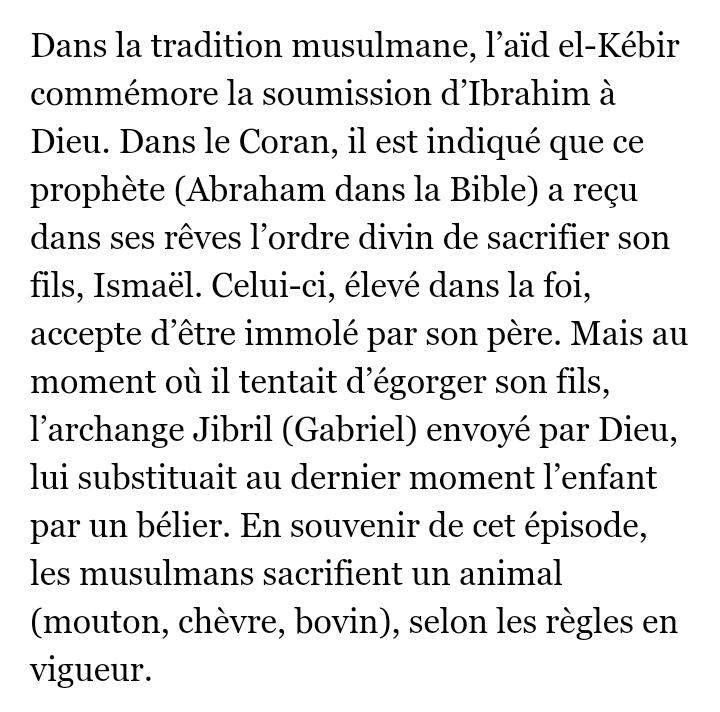 Dans la tradition musulmane, l’aïd el-Kébir
commémore la soumission d’Ibrahim à
Dieu. Dans le Coran, il est indiqué que ce
prophète (Abraham dans la Bible) a reçu
dans ses rêves l’ordre divin de sacrifier son
fils, Ismaël. Celui-ci, élevé dans la foi,
accepte d’être immolé par son père. Mais au
moment où il tentait d’égorger son fils,
l’archange Jibril (Gabriel) envoyé par Dieu,
lui substituait au dernier moment l’enfant
par un bélier. En souvenir de cet épisode,
les musulmans sacrifient un animal
(mouton, chèvre, bovin), selon les règles en
vigueur.